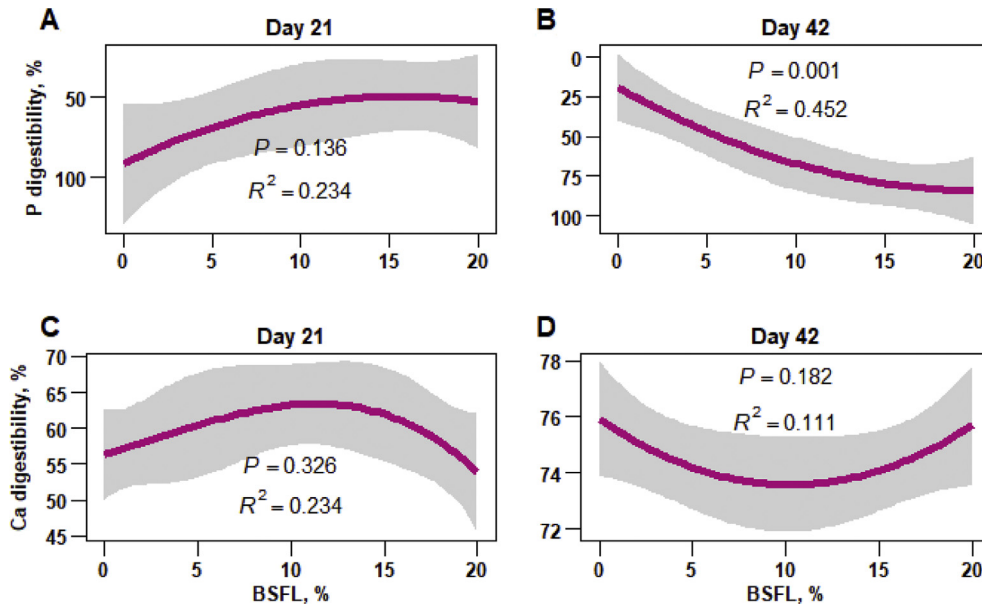 A
Day 21
P digestibility, %
50
100
P = 0.136
R² = 0.234
0 5 10 15 20
B
Day 42
0
25
50
75
100
P = 0.001
R² = 0.452
0 5 10 15 20
C
Day 21
Ca digestibility, %
70
65
60
55
50
45
P = 0.326
R² = 0.234
0 5 10 15 20
BSFL, %
D
Day 42
78
76
74
72
P = 0.182
R² = 0.111
0 5 10 15 20
BSFL, %